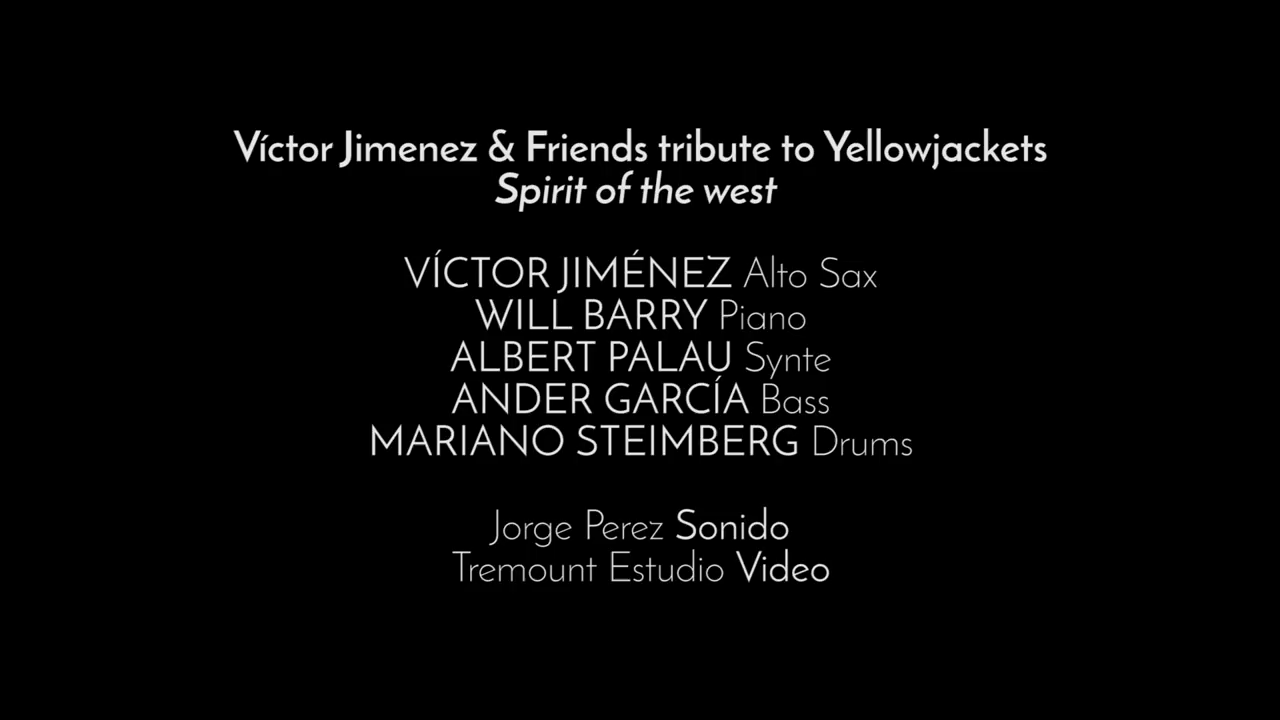 Víctor Jimenez & Friends tribute to Yellowjackets
Spirit of the west
VÍCTOR JIMÉNEZ Alto Sax
WILL BARRY Piano
ALBERT PALAU Synte
ANDER GARCÍA Bass
MARIANO STEIMBERG Drums
Jorge Perez Sonido
Tremount Estudio Video